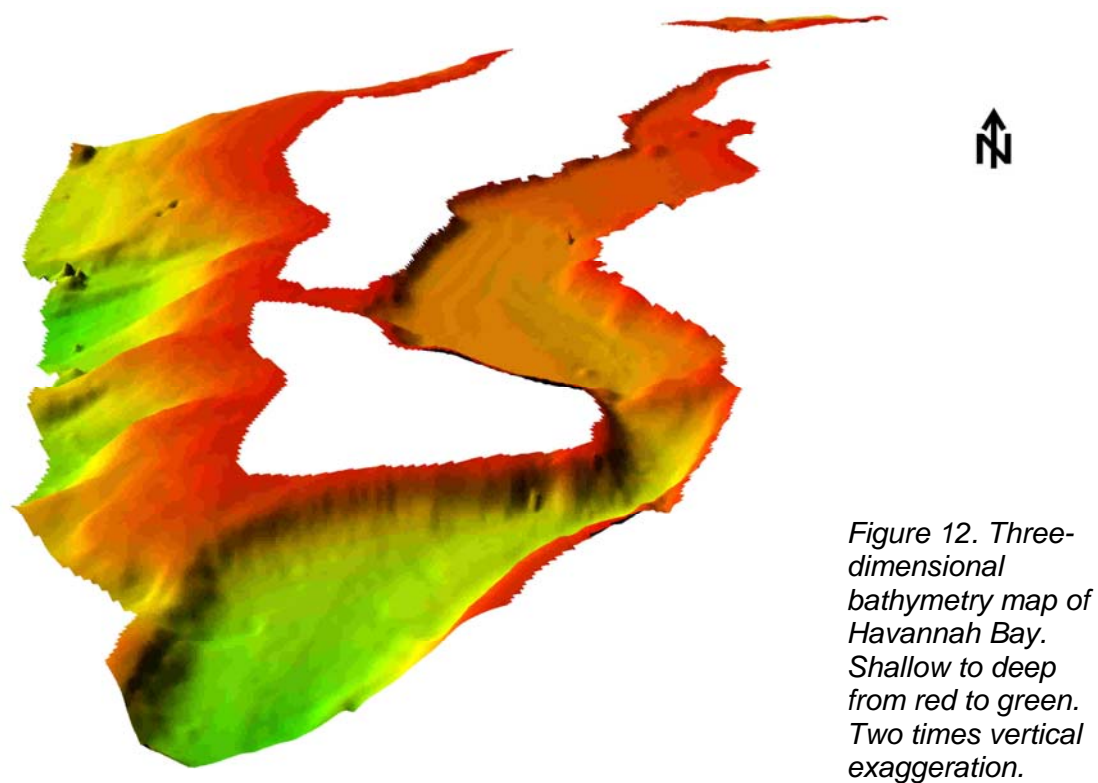 N
Figure 12. Three-
dimensional
bathymetry map of
Havannah Bay.
Shallow to deep
from red to green.
Two times vertical
exaggeration.